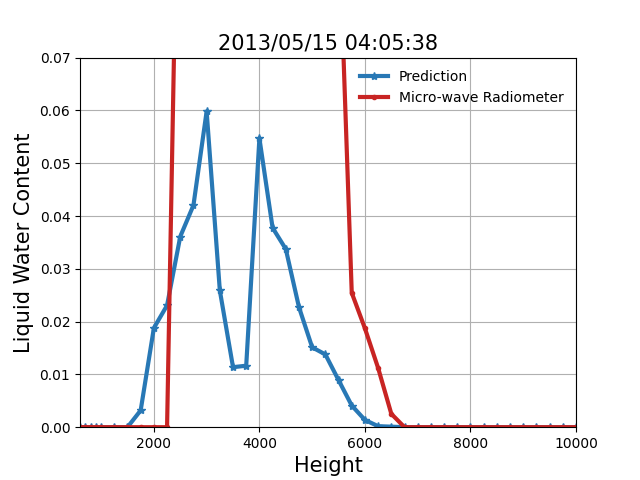 2013/05/15 04:05:38
0.07
0.06
0.05
0.04
0.03
0.02
0.01
0.00
Liquid Water Content
Prediction
Micro-wave Radiometer
2000 4000 6000 8000 10000
Height